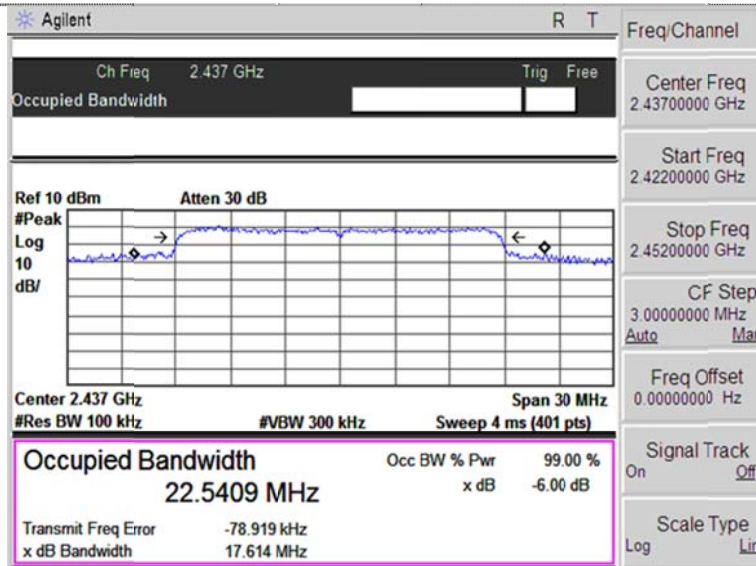 Agilent R T
Ch Freq 2.437 GHz Trig Free
Occupied Bandwidth
Ref 10 dBm Atten 30 dB
#Peak
Log
10
dB/
Center 2.437 GHz Span 30 MHz
#Res BW 100 kHz #VBW 300 kHz Sweep 4 ms (401 pts)
Occupied Bandwidth Occ BW % Pwr 99.00 %
22.5409 MHz x dB -6.00 dB
Transmit Freq Error -78.919 kHz
x dB Bandwidth 17.614 MHz
Freq/Channel
Center Freq
2.43700000 GHz
Start Freq
2.42200000 GHz
Stop Freq
2.45200000 GHz
CF Step
3.00000000 MHz
Auto Man
Freq Offset
0.00000000 Hz
Signal Track
On Off
Scale Type
Log Lin